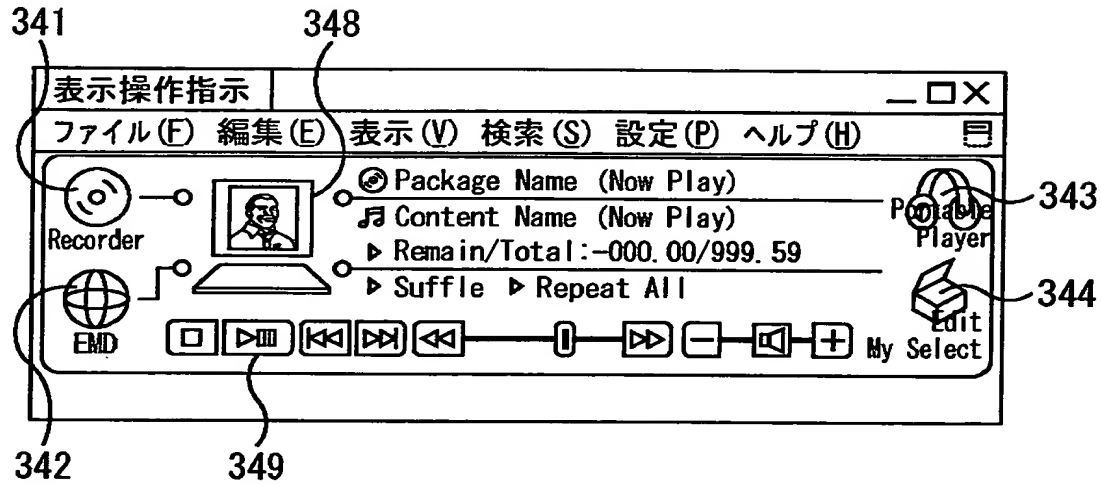 341
348
表示操作指示
ファイル(F) 編集(E) 表示(V) 検索(S) 設定(P) ヘルプ(H)
Recorder
EMD
Package Name (Now Play)
Content Name (Now Play)
Remain/Total:-000.00/999.59
Suffle Repeat All
Portable
Player
Edit
My Select
343
344
342
349